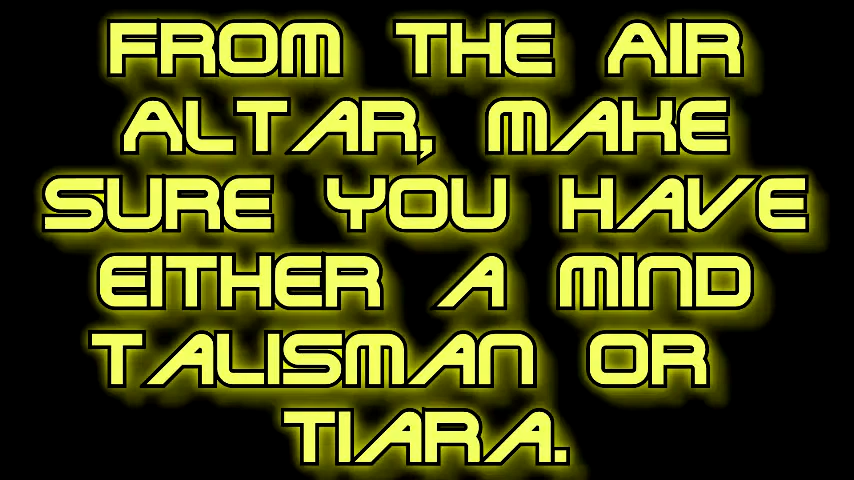 FROM THE AIR
ALTAR, MAKE
SURE YOU HAVE
EITHER A MIND
TALISMAN OR
TIARA.